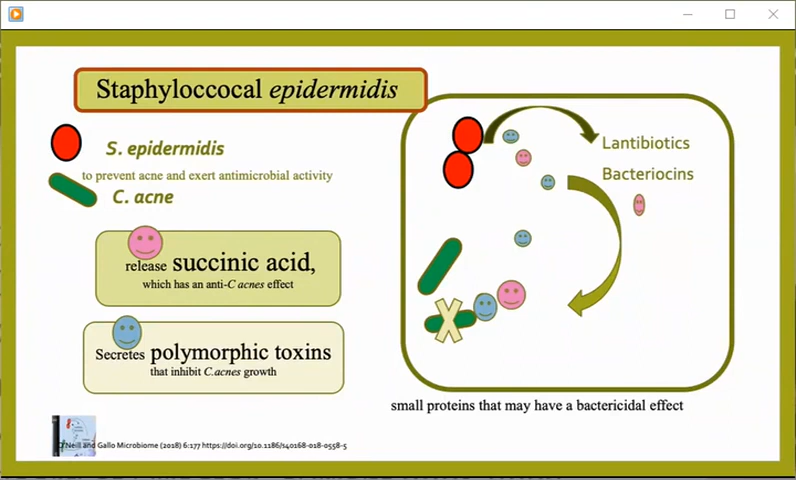 Staphyloccocal epidermidis
S. epidermidis
to prevent acne and exert antimicrobial activity
C. acne
release succinic acid,
which has an anti-C acnes effect
Secretes polymorphic toxins
that inhibit C.acnes growth
O'Neill and Gallo Microbiome (2018) 6:177 https://doi.org/10.1186/s40168-018-0558-5
Lantibiotics
Bacteriocins
small proteins that may have a bactericidal effect